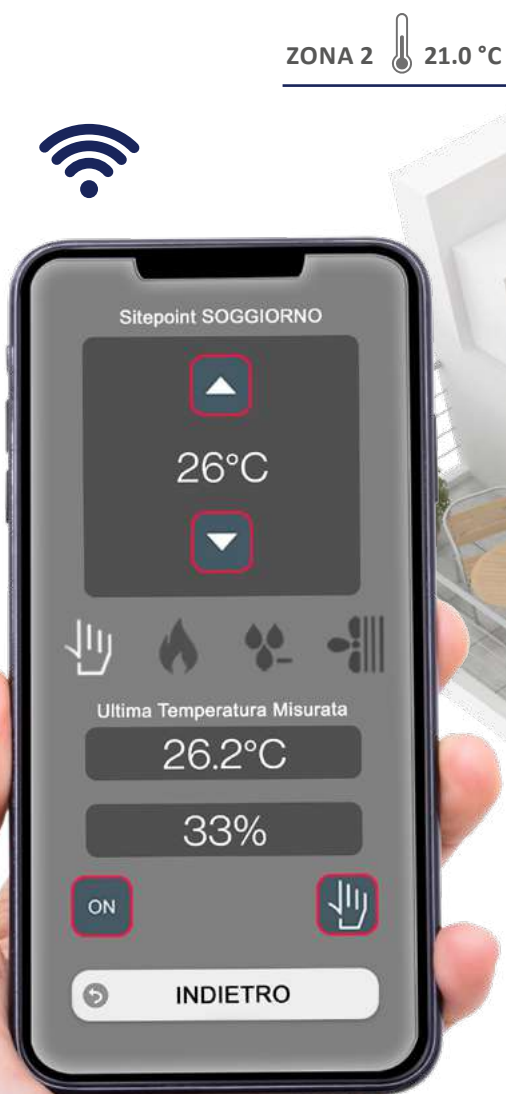 ZONA 2 21.0 °C
Sitepoint SOGGIORNO
26°C
Ultima Temperatura Misurata
26.2°C
33%
ON
INDIETRO